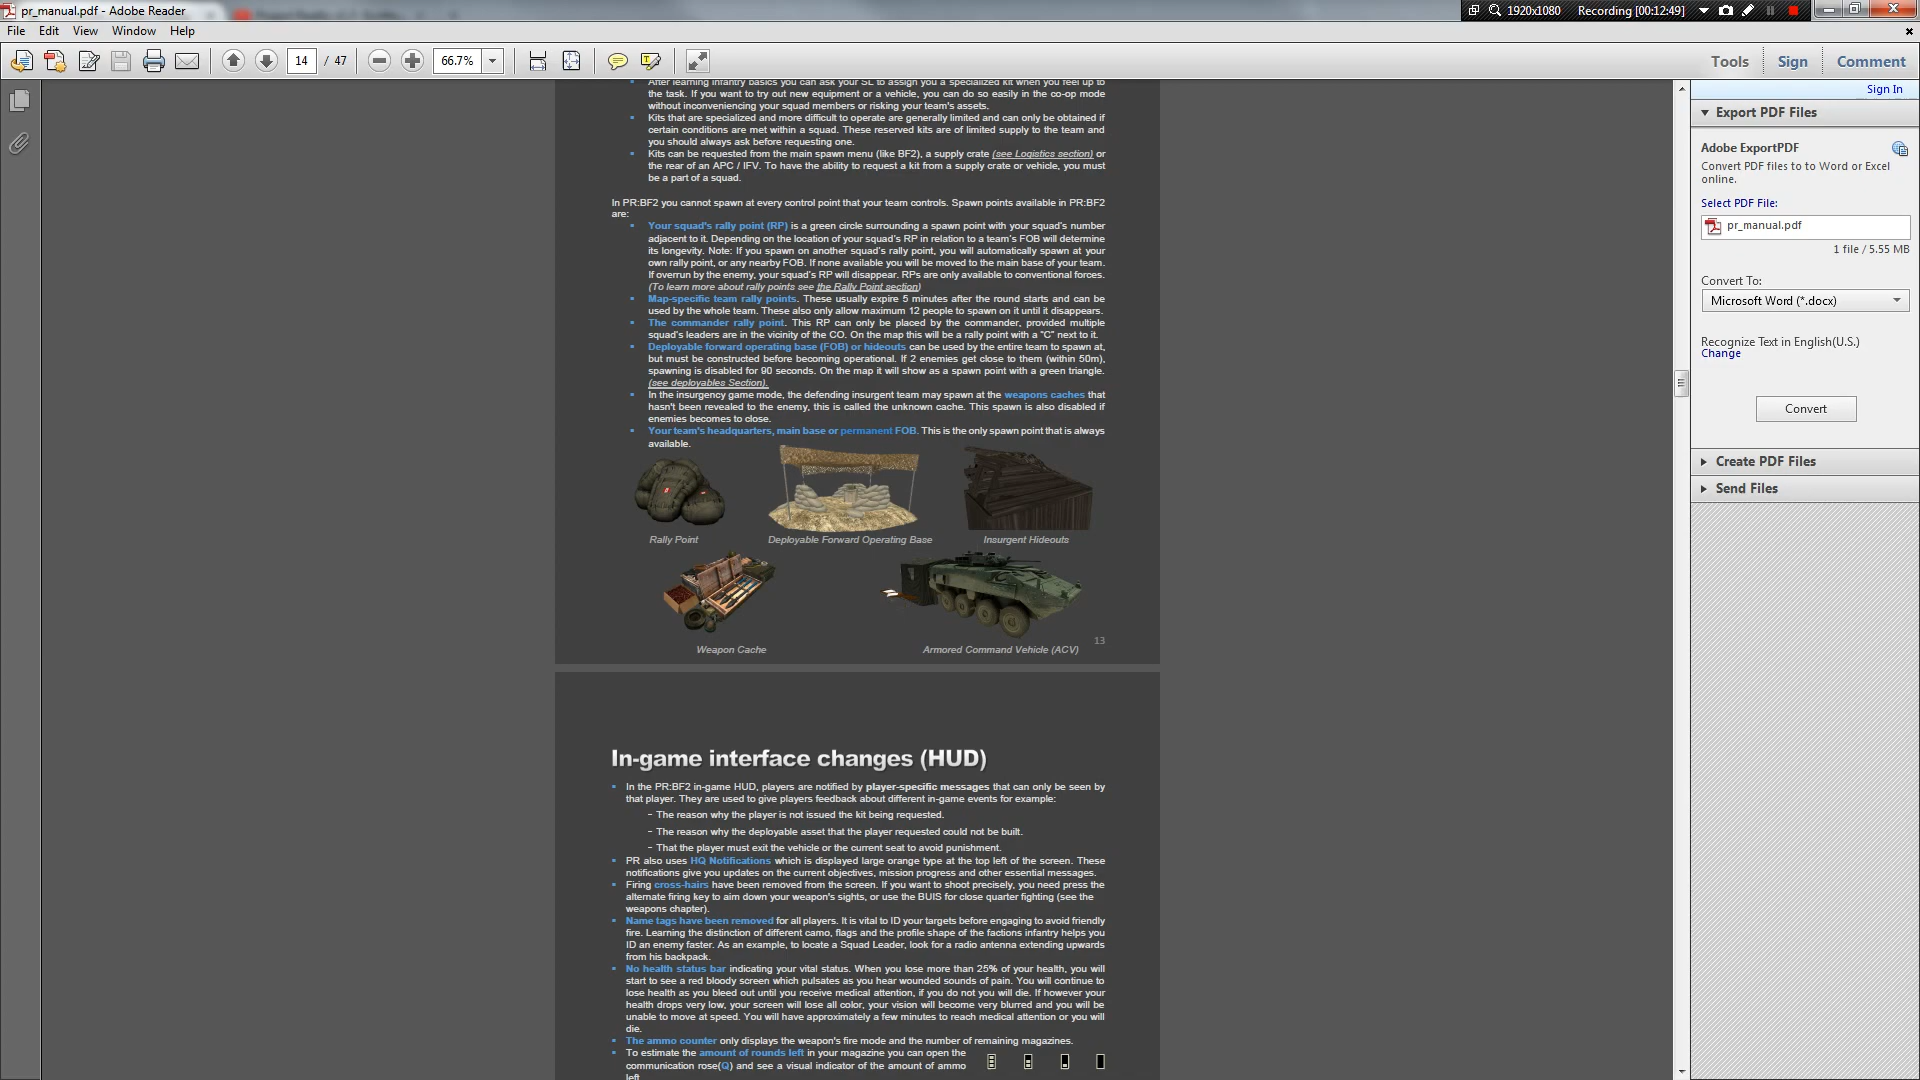 pr_manual.pdf - Adobe Reader
1920x1080
Recording [00:12:49]
File Edit View Window Help
14 / 47
66.7%
Tools Sign Comment
Sign In
Export PDF Files
Adobe ExportPDF
Convert PDF files to to Word or Excel
online.
Select PDF File:
pr_manual.pdf
1 file / 5.55 MB
Convert To:
Microsoft Word (*.docx)
Recognize Text in English(U.S.)
Change
Convert
Create PDF Files
Send Files
After learning infantry basics you can ask your SL to assign you a specialized kit when you feel up to
the task. If you want to try out new equipment or a vehicle, you can do so easily in the co-op mode
without inconveniencing your squad members or risking your team's assets.
Kits that are specialized and more difficult to operate are generally limited and can only be obtained if
certain conditions are met within a squad. These reserved kits are of limited supply to the team and
you should always ask before requesting one.
Kits can be requested from the main spawn menu (like BF2), a supply crate (see Logistics section) or
the rear of an APC / IFV. To have the ability to request a kit from a supply crate or vehicle, you must
be a part of a squad.
In PR:BF2 you cannot spawn at every control point that your team controls. Spawn points available in PR:BF2
are:
Your squad's rally point (RP) is a green circle surrounding a spawn point with your squad's number
adjacent to it. Depending on the location of your squad's RP in relation to a team's FOB will determine
its longevity. Note: If you spawn on another squad's rally point, you will automatically spawn at your
own rally point, or any nearby FOB. If none available you will be moved to the main base of your team.
If overrun by the enemy, your squad's RP will disappear. RPs are only available to conventional forces.
(To learn more about rally points see the Rally Point section)
Map-specific team rally points. These usually expire 5 minutes after the round starts and can be
used by the whole team. These also only allow maximum 12 people to spawn on it until it disappears.
The commander rally point. This RP can only be placed by the commander, provided multiple
squad's leaders are in the vicinity of the CO. On the map this will be a rally point with a "C" next to it.
Deployable forward operating base (FOB) or hideouts can be used by the entire team to spawn at,
but must be constructed before becoming operational. If 2 enemies get close to them (within 50m),
spawning is disabled for 90 seconds. On the map it will show as a spawn point with a green triangle.
(see deployables Section).
In the insurgency game mode, the defending insurgent team may spawn at the weapons caches that
hasn't been revealed to the enemy, this is called the unknown cache. This spawn is also disabled if
enemies becomes to close.
Your team's headquarters, main base or permanent FOB. This is the only spawn point that is always
available.
Rally Point
Deployable Forward Operating Base
Insurgent Hideouts
Weapon Cache
Armored Command Vehicle (ACV)
13
In-game interface changes (HUD)
In the PR:BF2 in-game HUD, players are notified by player-specific messages that can only be seen by
that player. They are used to give players feedback about different in-game events for example:
– The reason why the player is not issued the kit being requested.
– The reason why the deployable asset that the player requested could not be built.
– That the player must exit the vehicle or the current seat to avoid punishment.
PR also uses HQ Notifications which is displayed large orange type at the top left of the screen. These
notifications give you updates on the current objectives, mission progress and other essential messages.
Firing cross-hairs have been removed from the screen. If you want to shoot precisely, you need press the
alternate firing key to aim down your weapon's sights, or use the BUIS for close quarter fighting (see the
weapons chapter).
Name tags have been removed for all players. It is vital to ID your targets before engaging to avoid friendly
fire. Learning the distinction of different camo, flags and the profile shape of the factions infantry helps you
ID an enemy faster. As an example, to locate a Squad Leader, look for a radio antenna extending upwards
from his backpack.
No health status bar indicating your vital status. When you lose more than 25% of your health, you will
start to see a red bloody screen which pulsates as you hear wounded sounds of pain. You will continue to
lose health as you bleed out until you receive medical attention, if you do not you will die. If however your
health drops very low, your screen will lose all color, your vision will become very blurred and you will be
unable to move at speed. You will have approximately a few minutes to reach medical attention or you will
die.
The ammo counter only displays the weapon's fire mode and the number of remaining magazines.
To estimate the amount of rounds left in your magazine you can open the
communication rose(Q) and see a visual indicator of the amount of ammo
left.